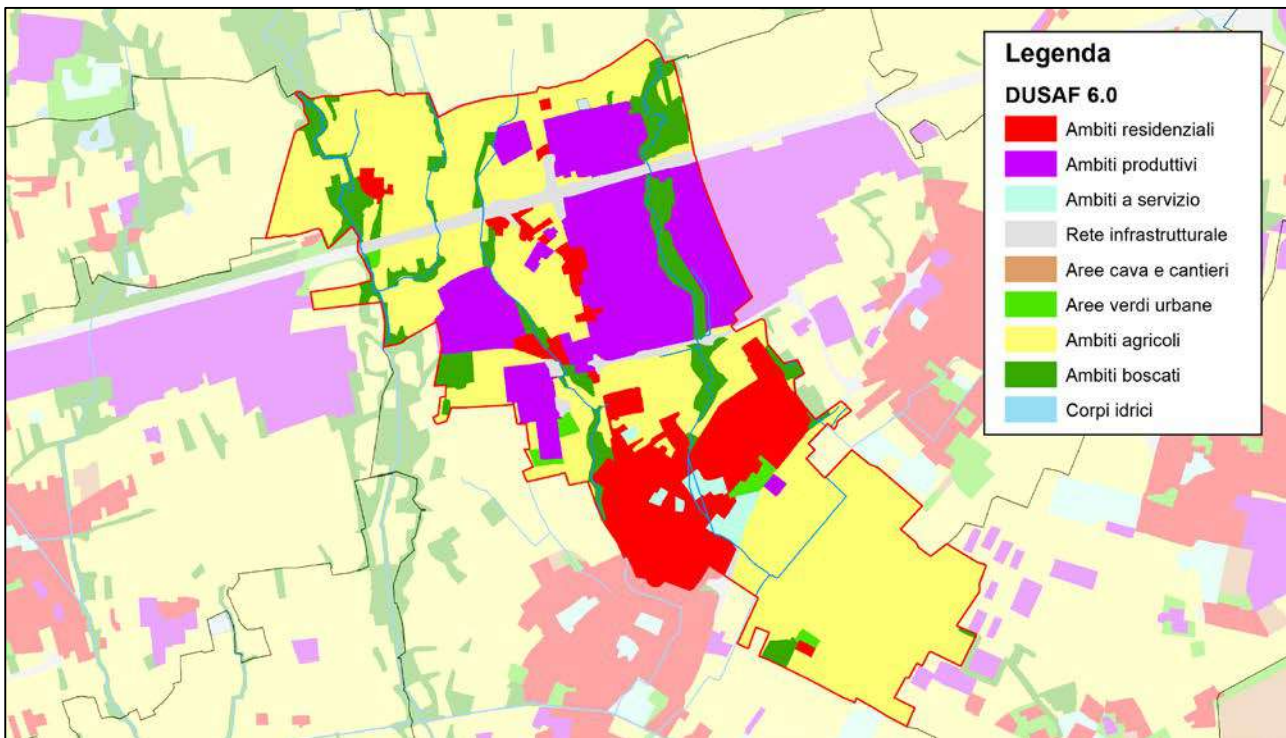 Legenda
DUSAF 6.0
Ambiti residenziali
Ambiti produttivi
Ambiti a servizio
Rete infrastrutturale
Aree cava e cantieri
Aree verdi urbane
Ambiti agricoli
Ambiti boscati
Corpi idrici